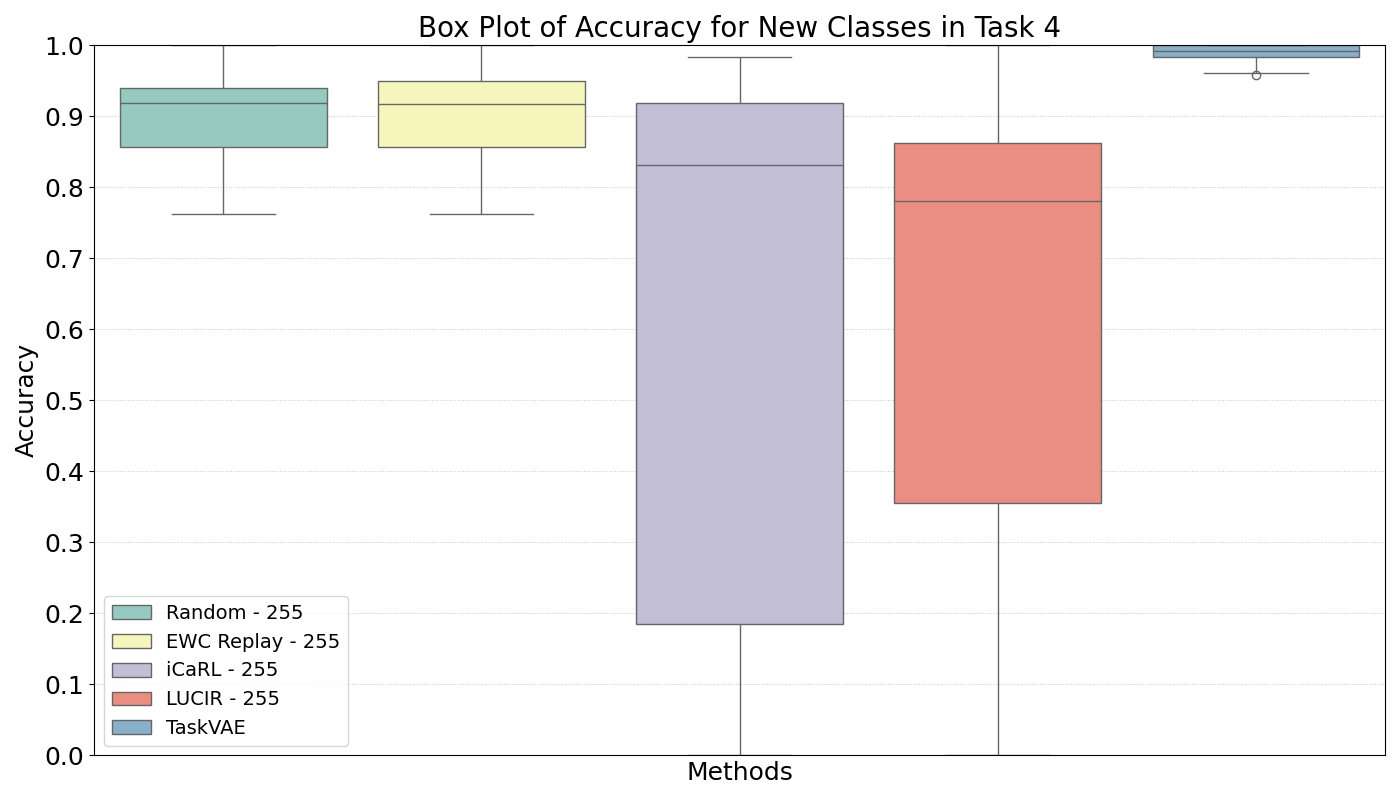 Box Plot of Accuracy for New Classes in Task 4
1.0
0.9
0.8
0.7
0.6
0.5
0.4
0.3
0.2
0.1
0.0
Accuracy
Random - 255
EWC Replay - 255
iCaRL - 255
LUCIR - 255
TaskVAE
Methods